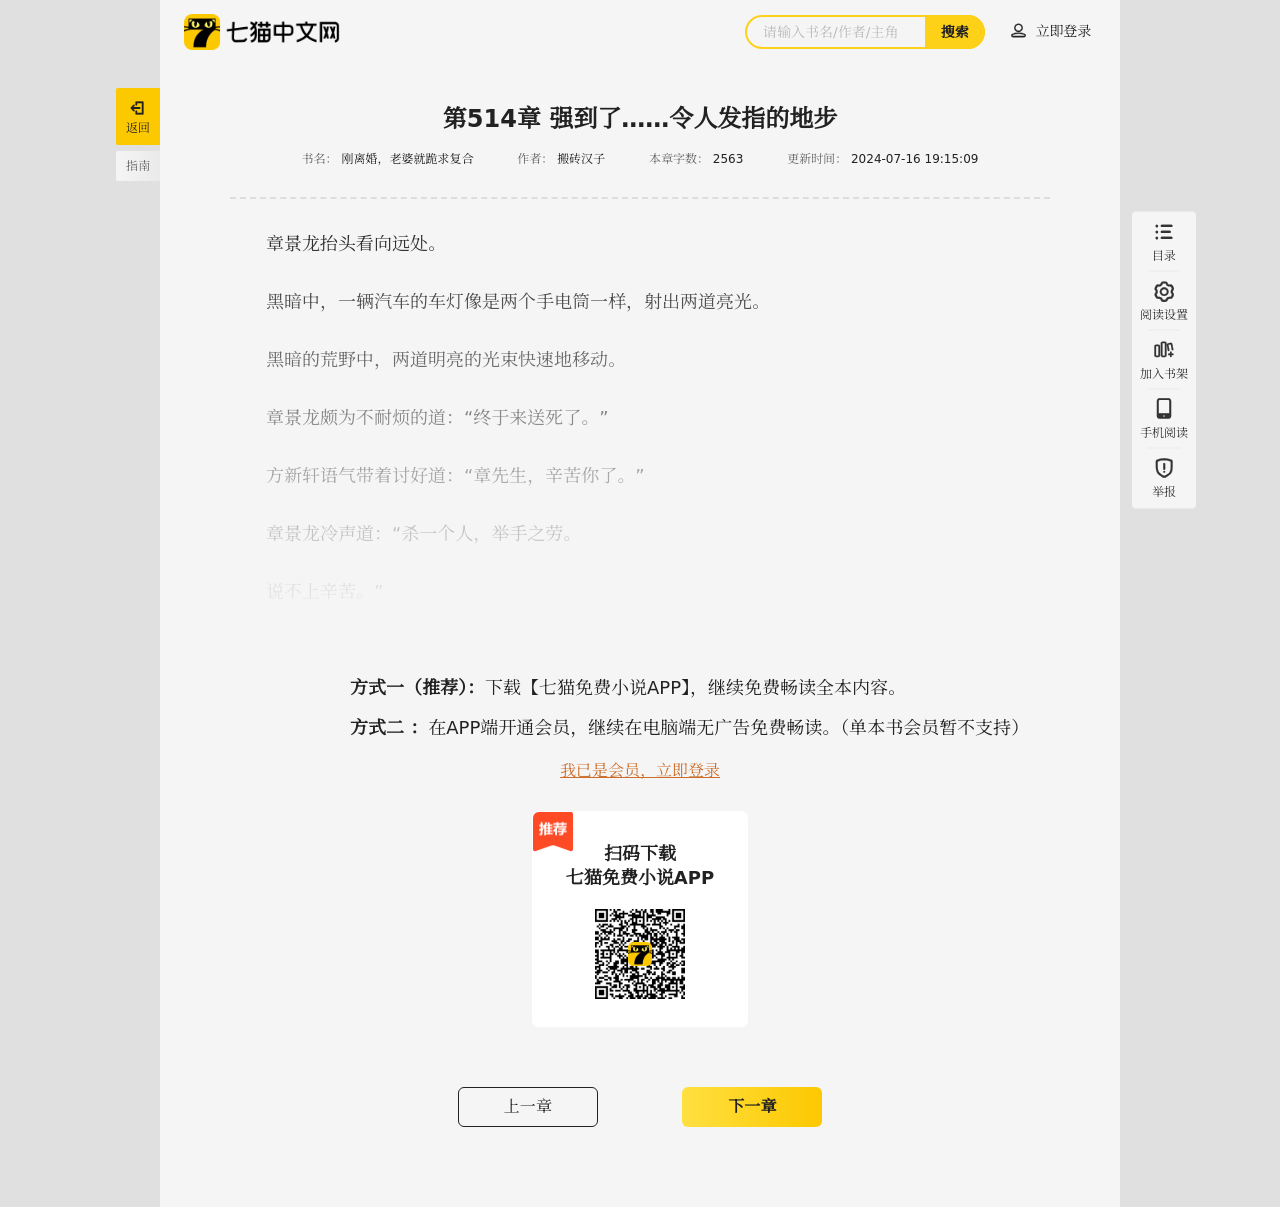 七猫中文网
请输入书名/作者/主角
搜索
立即登录
返回
指南
第514章 强到了……令人发指的地步
书名： 刚离婚，老婆就跪求复合 作者： 搬砖汉子 本章字数： 2563 更新时间： 2024-07-16 19:15:09
章景龙抬头看向远处。
黑暗中，一辆汽车的车灯像是两个手电筒一样，射出两道亮光。
黑暗的荒野中，两道明亮的光束快速地移动。
章景龙颇为不耐烦的道：“终于来送死了。”
方新轩语气带着讨好道：“章先生，辛苦你了。”
章景龙冷声道：“杀一个人，举手之劳。
说不上辛苦。”
目录
阅读设置
加入书架
手机阅读
举报
方式一（推荐）：下载【七猫免费小说APP】，继续免费畅读全本内容。
方式二 ：在APP端开通会员，继续在电脑端无广告免费畅读。（单本书会员暂不支持）
我已是会员，立即登录
推荐
扫码下载
七猫免费小说APP
上一章
下一章